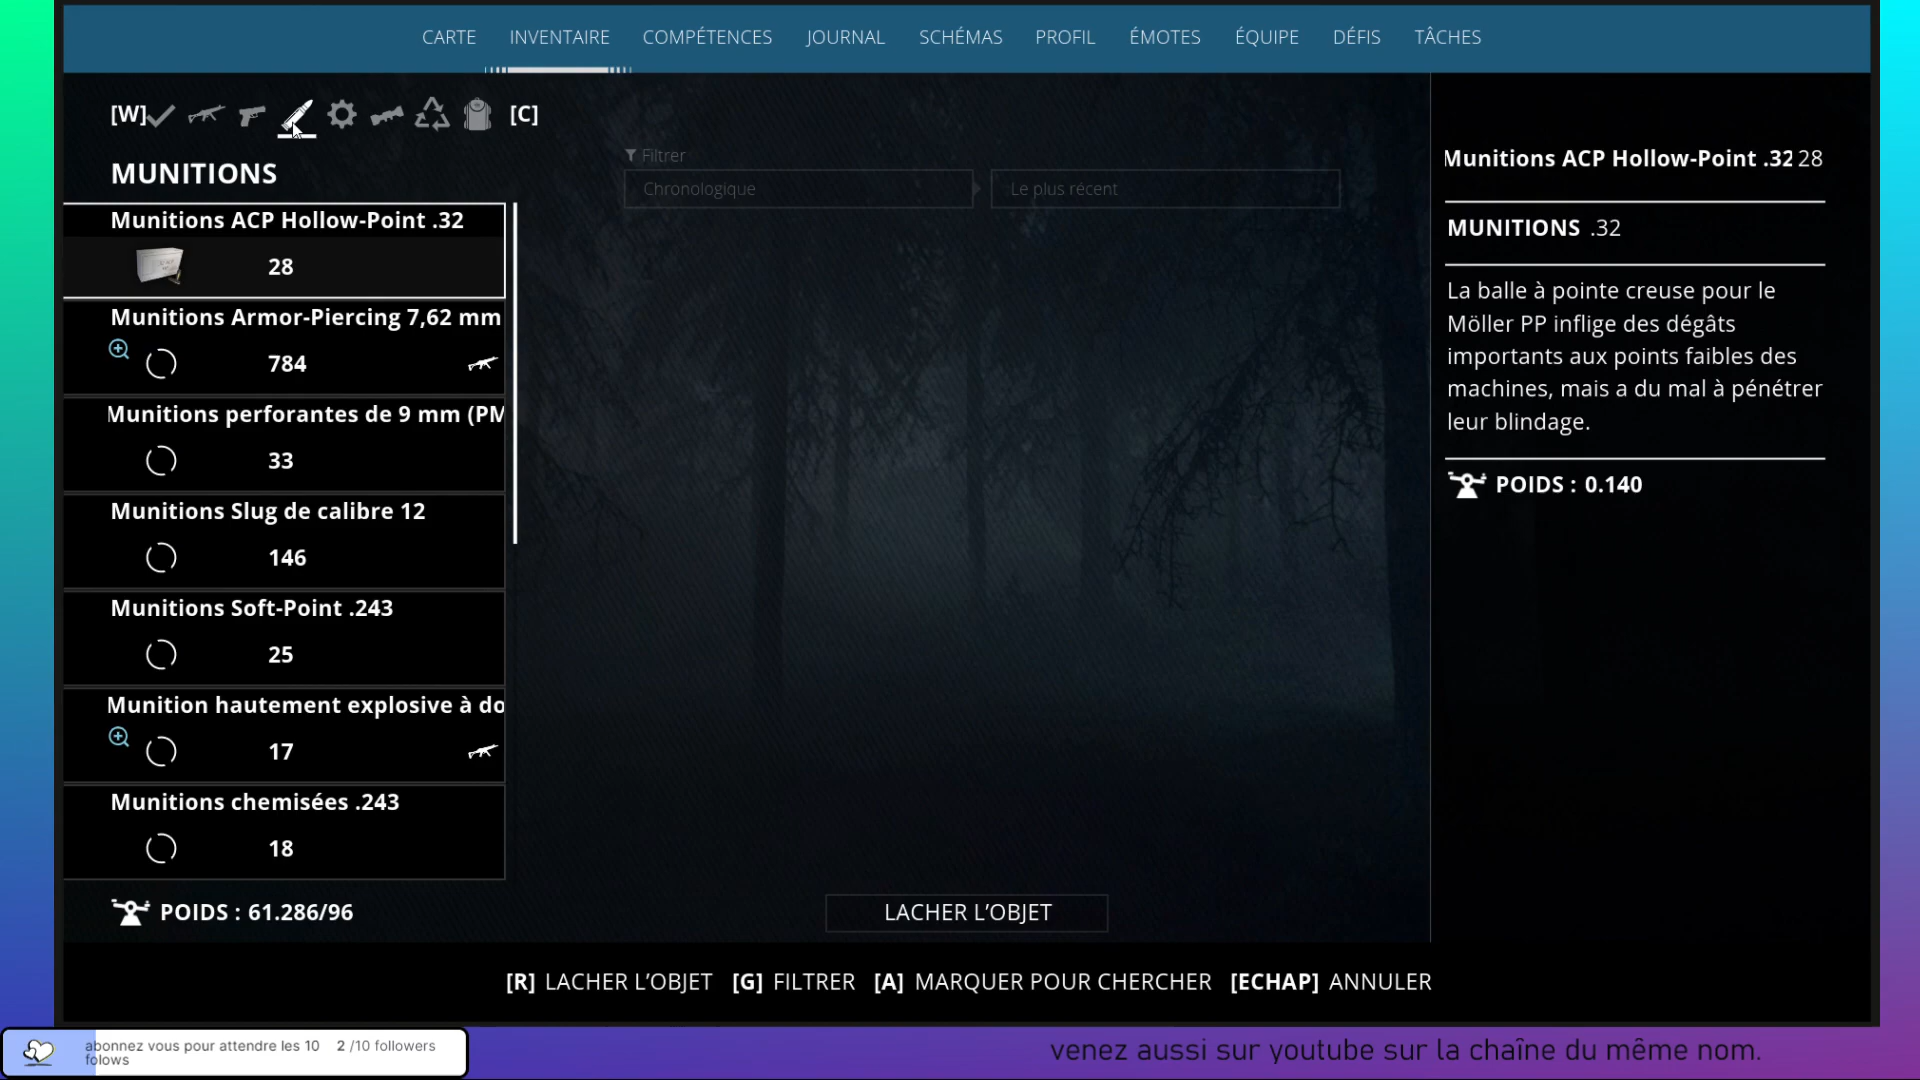 CARTE INVENTAIRE COMPÉTENCES JOURNAL SCHÉMAS PROFIL ÉMOTES ÉQUIPE DÉFIS TÂCHES
[W] [C]
MUNITIONS
Filtrer
Chronologique Le plus récent
Munitions ACP Hollow-Point .32
28
Munitions Armor-Piercing 7,62 mm
784
Munitions perforantes de 9 mm (PM
33
Munitions Slug de calibre 12
146
Munitions Soft-Point .243
25
Munition hautement explosive à do
17
Munitions chemisées .243
18
POIDS : 61.286/96
LACHER L'OBJET
Munitions ACP Hollow-Point .32 28
MUNITIONS .32
La balle à pointe creuse pour le
Möller PP inflige des dégâts
importants aux points faibles des
machines, mais a du mal à pénétrer
leur blindage.
POIDS : 0.140
[R] LACHER L'OBJET [G] FILTRER [A] MARQUER POUR CHERCHER [ECHAP] ANNULER
abonnez vous pour attendre les 10 2 /10 followers
folows
venez aussi sur youtube sur la chaîne du même nom.